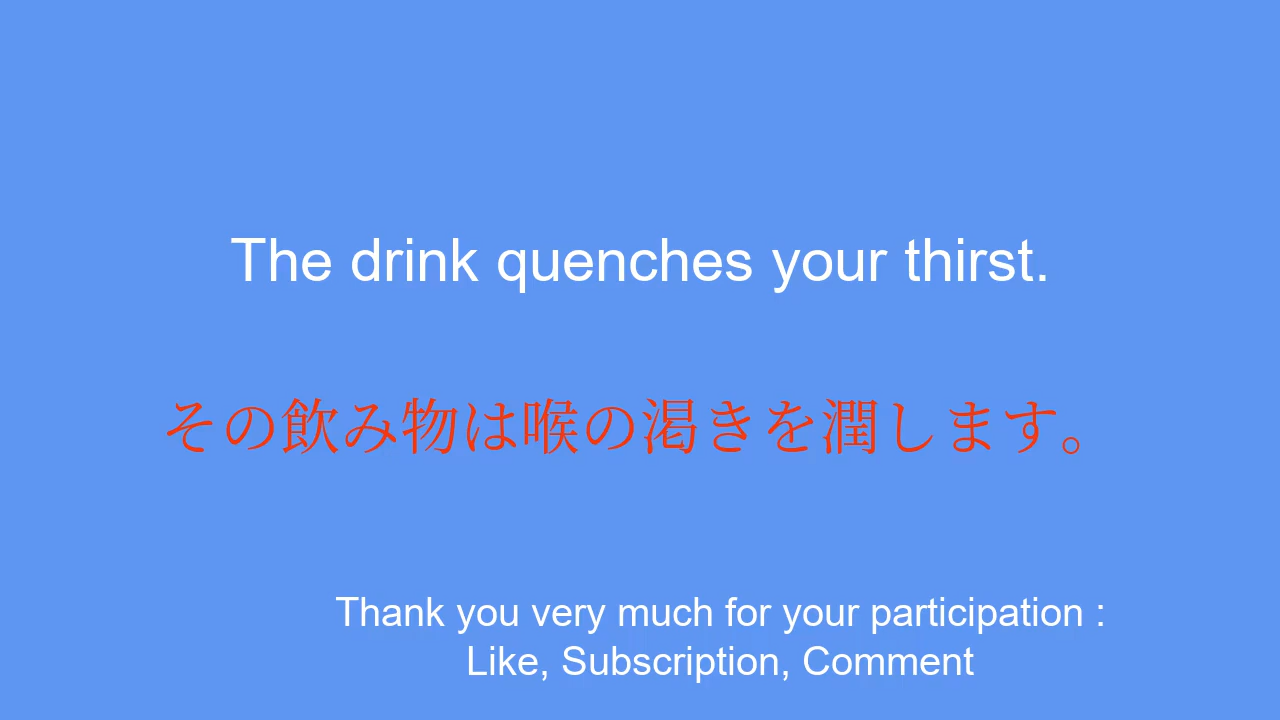 The drink quenches your thirst.
その飲み物は喉の渇きを潤します。
Thank you very much for your participation :
Like, Subscription, Comment